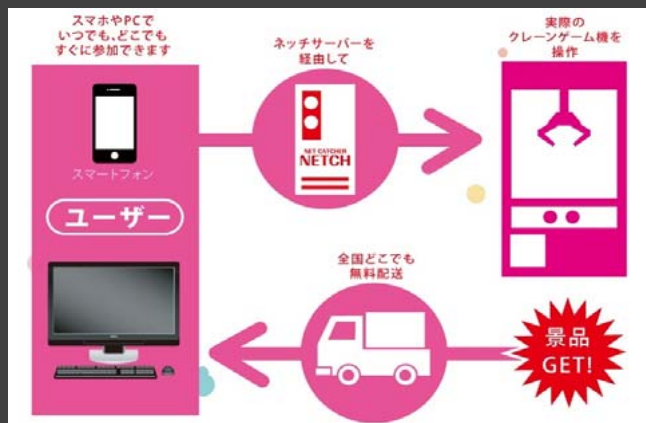 スマホやPCで
いつでも、どこでも
すぐに参加できます
スマートフォン
ユーザー
ネッチサーバーを
経由して
NET CATCHER
NETCH
実際の
クレーンゲーム機を
操作
全国どこでも
無料配送
景品
GET!